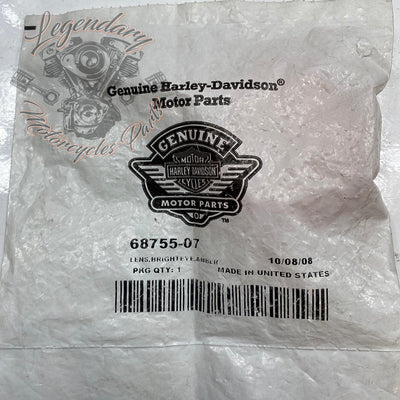 Legendary
Motorcycles Parts
Genuine Harley-Davidson®
Motor Parts
GENUINE
MOTOR
HARLEY-DAVIDSON
CYCLES
MOTOR PARTS
™
68755-07
LENS,BRIGHTEYE,AMBER 10/08/08
PKG QTY: 1 MADE IN UNITED STATES